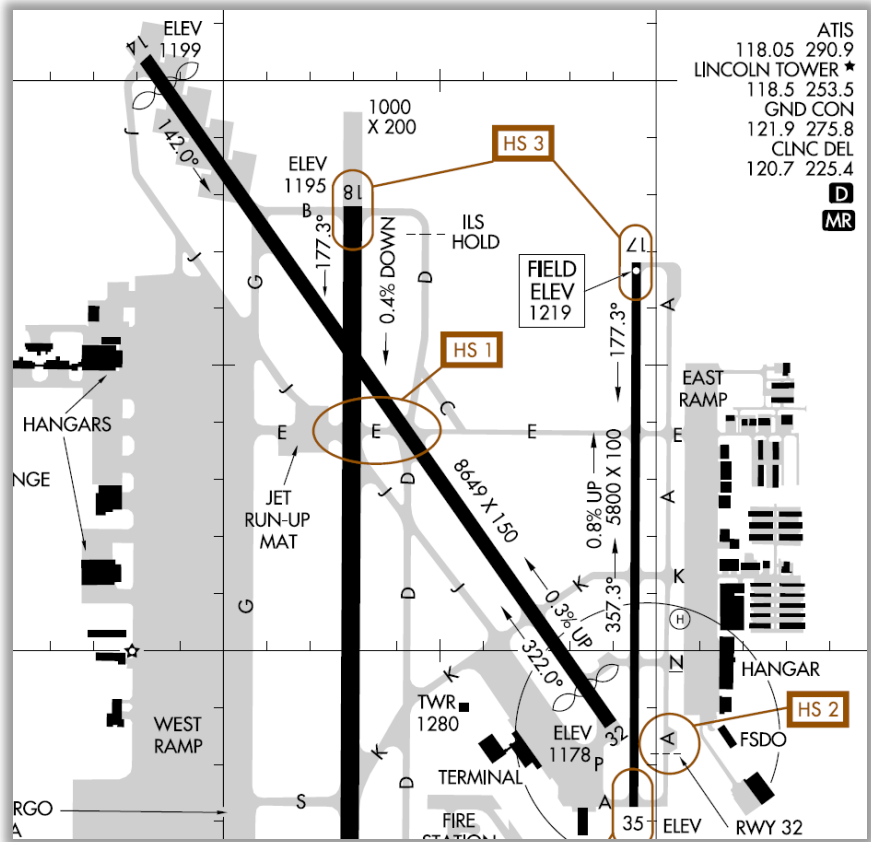 ATIS
118.05 290.9
LINCOLN TOWER ★
118.5 253.5
GND CON
121.9 275.8
CLNC DEL
120.7 225.4
D
MR
14
ELEV
1199
142.0°
J
1000
X 200
HS 3
ELEV
1195
18
B
177.3°
0.4% DOWN
ILS
HOLD
D
17
FIELD
ELEV
1219
177.3°
A
J
G
HS 1
EAST
RAMP
HANGARS
J
C
E
E
E
E
NGE
JET
RUN-UP
MAT
J
D
8649 X 150
0.8% UP
5800 X 100
A
G
D
J
0.3% UP
K
357.3°
K
H
322.0°
N
HANGAR
K
TWR
1280
WEST
RAMP
HS 2
ELEV
1178
32
P
A
FSDO
K
D
TERMINAL
S
A
RGO
A
FIRE
STATION
35
ELEV
RWY 32